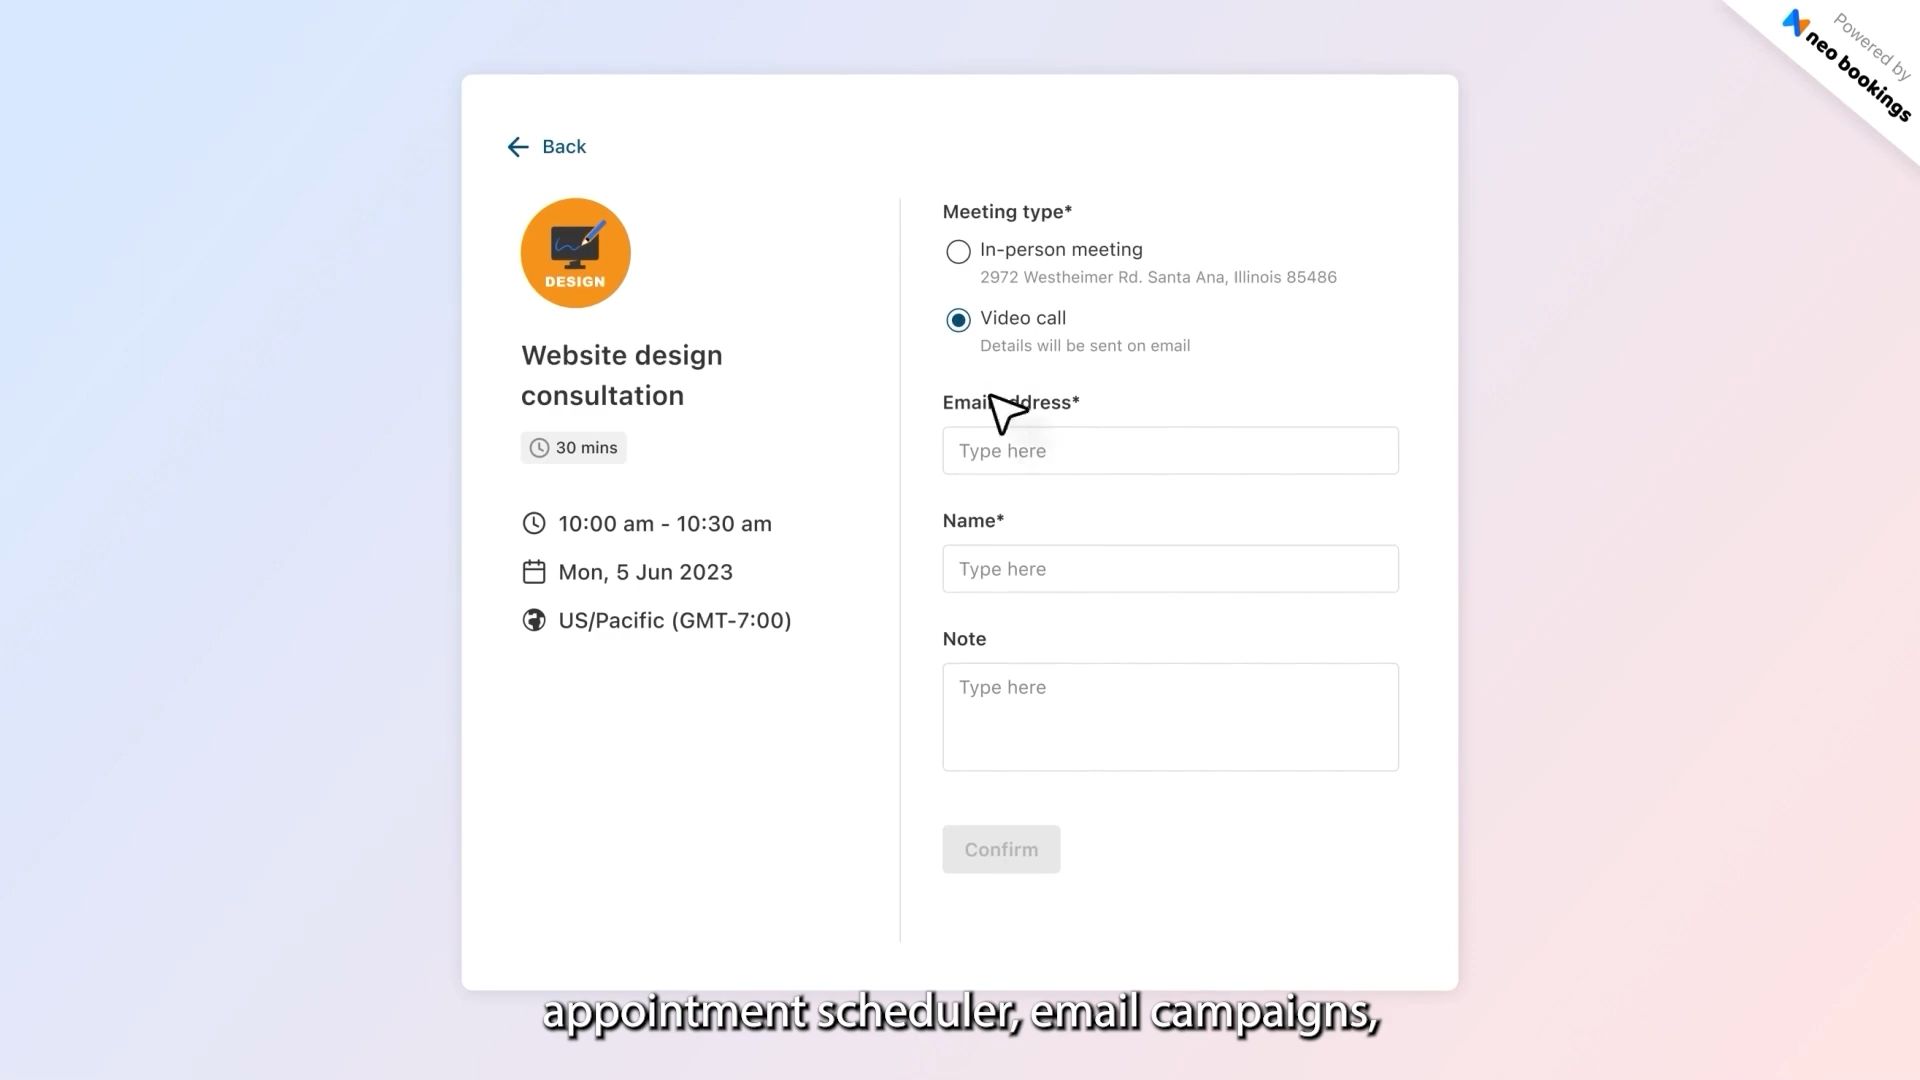 Powered by
neo bookings
Back
DESIGN
Website design
consultation
30 mins
10:00 am - 10:30 am
Mon, 5 Jun 2023
US/Pacific (GMT-7:00)
Meeting type*
In-person meeting
2972 Westheimer Rd. Santa Ana, Illinois 85486
Video call
Details will be sent on email
Email address*
Type here
Name*
Type here
Note
Type here
Confirm
appointment scheduler, email campaigns,